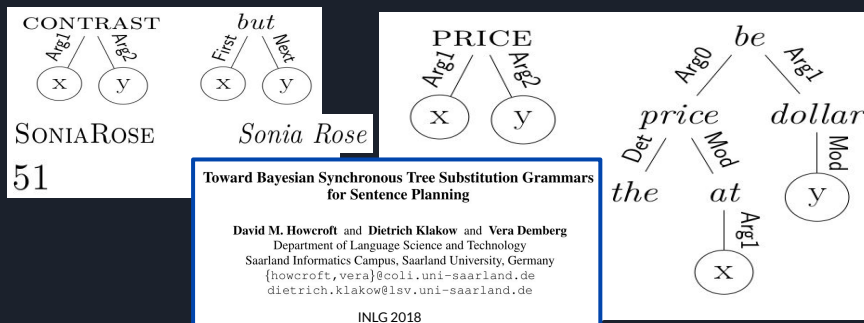 CONTRAST
Arg1 Arg2
x y
but
First Next
x y
SONIAROSE Sonia Rose
51
PRICE
Arg1 Arg2
x y
be
Arg0 Arg1
price dollar
Det Mod Mod
the at y
Arg1
x
Toward Bayesian Synchronous Tree Substitution Grammars
for Sentence Planning
David M. Howcroft and Dietrich Klakow and Vera Demberg
Department of Language Science and Technology
Saarland Informatics Campus, Saarland University, Germany
{howcroft,vera}@coli.uni-saarland.de
dietrich.klakow@lsv.uni-saarland.de
INLG 2018